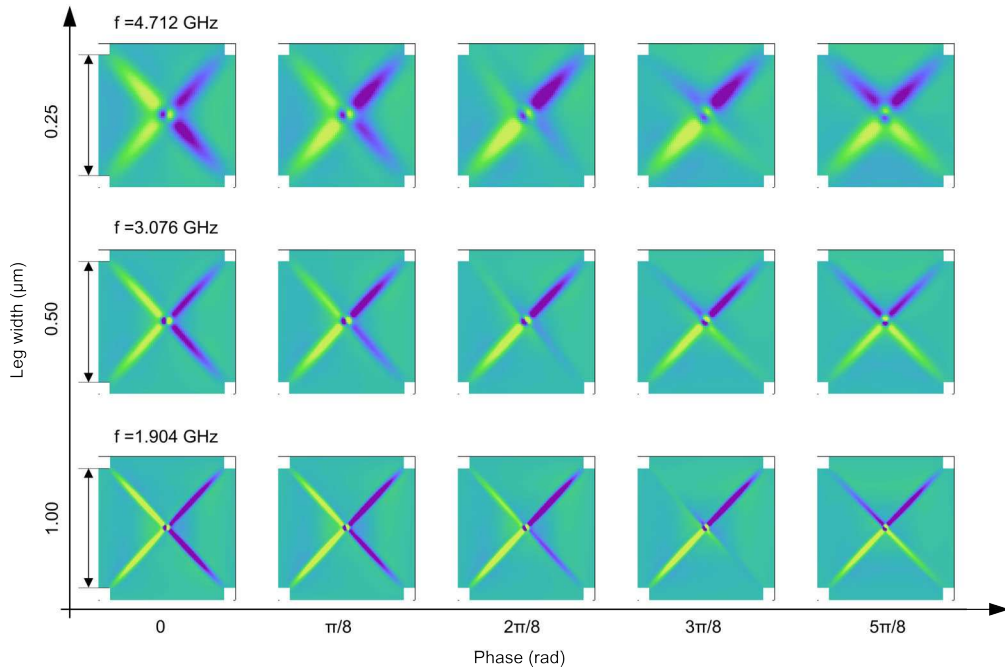 f =4.712 GHz
0.25
f =3.076 GHz
0.50
Leg width (μm)
f =1.904 GHz
1.00
0
π/8
2π/8
3π/8
5π/8
Phase (rad)